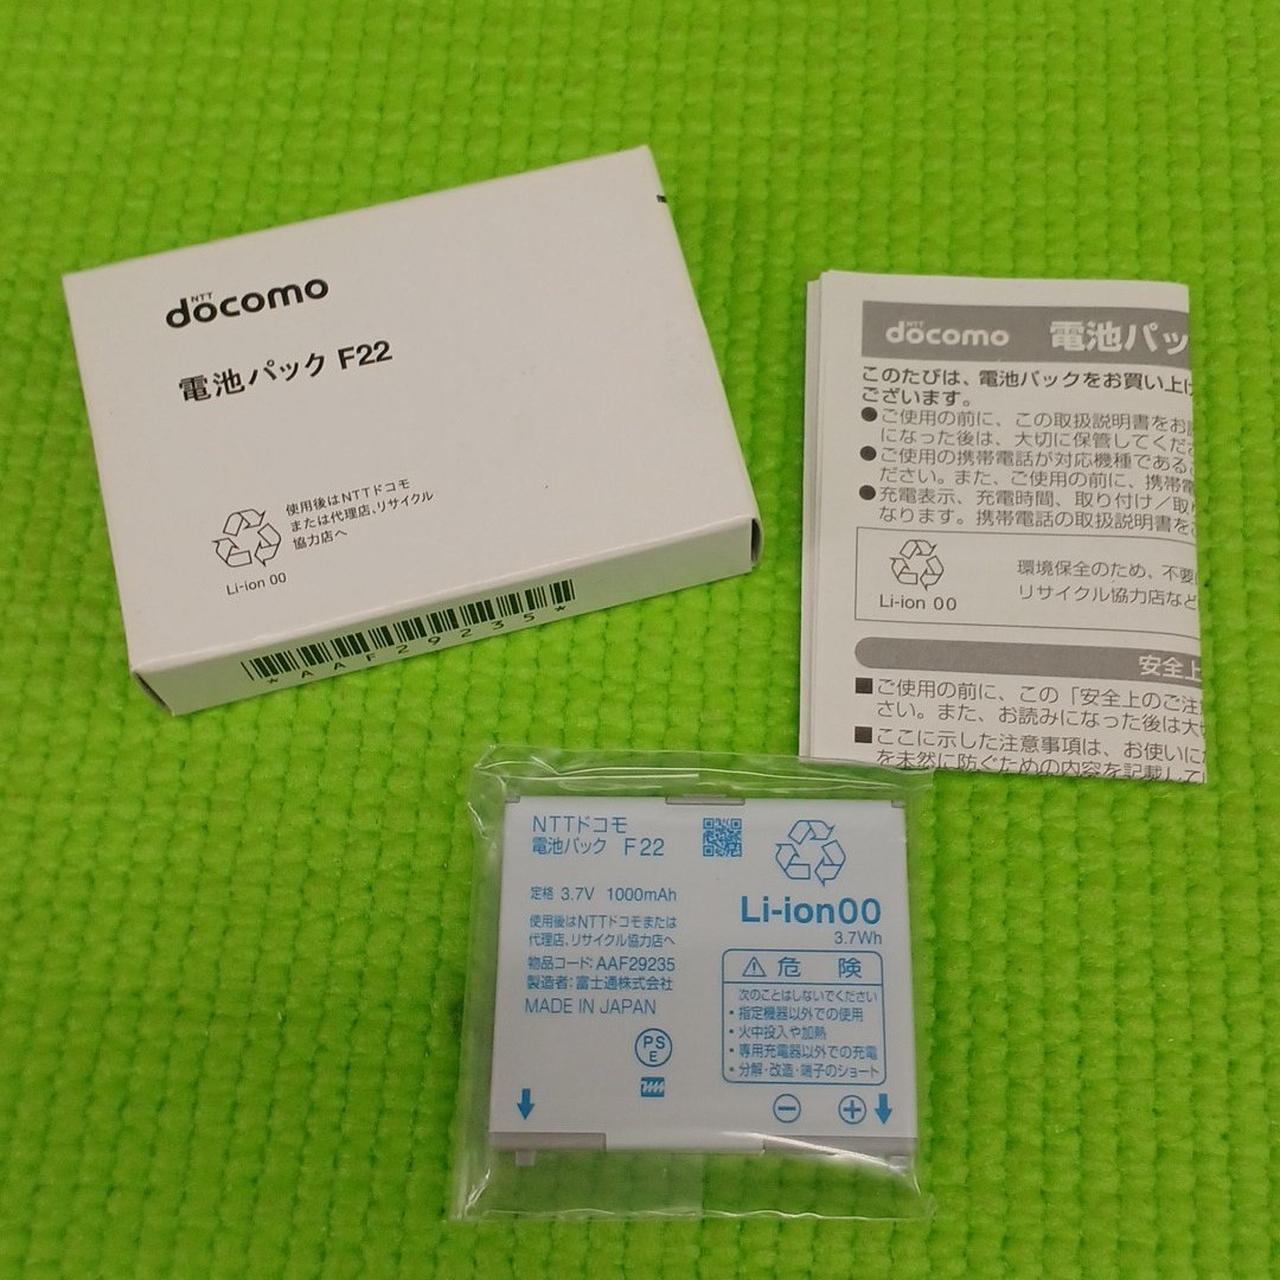 NTT
docomo
電池パック F22
使用後はNTTドコモ
または代理店、リサイクル
協力店へ
Li-ion 00
*AAF29235*
NTT
docomo 電池パッ
このたびは、電池パックをお買い上げ
ございます。
●ご使用の前に、この取扱説明書をお
になった後は、大切に保管してくだ
●ご使用の携帯電話が対応機種である
ださい。また、ご使用の前に、携帯電
●充電表示、充電時間、取り付け／取
なります。携帯電話の取扱説明書を
環境保全のため、不要
リサイクル協力店など
Li-ion 00
安全上
■ご使用の前に、この「安全上のご注
さい。また、お読みになった後は大
■ここに示した注意事項は、お使いに
を未然に防ぐための内容を記載して
NTTドコモ
電池パック F22
定格 3.7V 1000mAh
使用後はNTTドコモまたは
代理店、リサイクル協力店へ
物品コード:AAF29235
製造者:富士通株式会社
MADE IN JAPAN
PS
E
Li-ion00
3.7Wh
⚠危 険
次のことはしないでください
・指定機器以外での使用
・火中投入や加熱
・専用充電器以外での充電
・分解・改造・端子のショート
⊖ ⊕